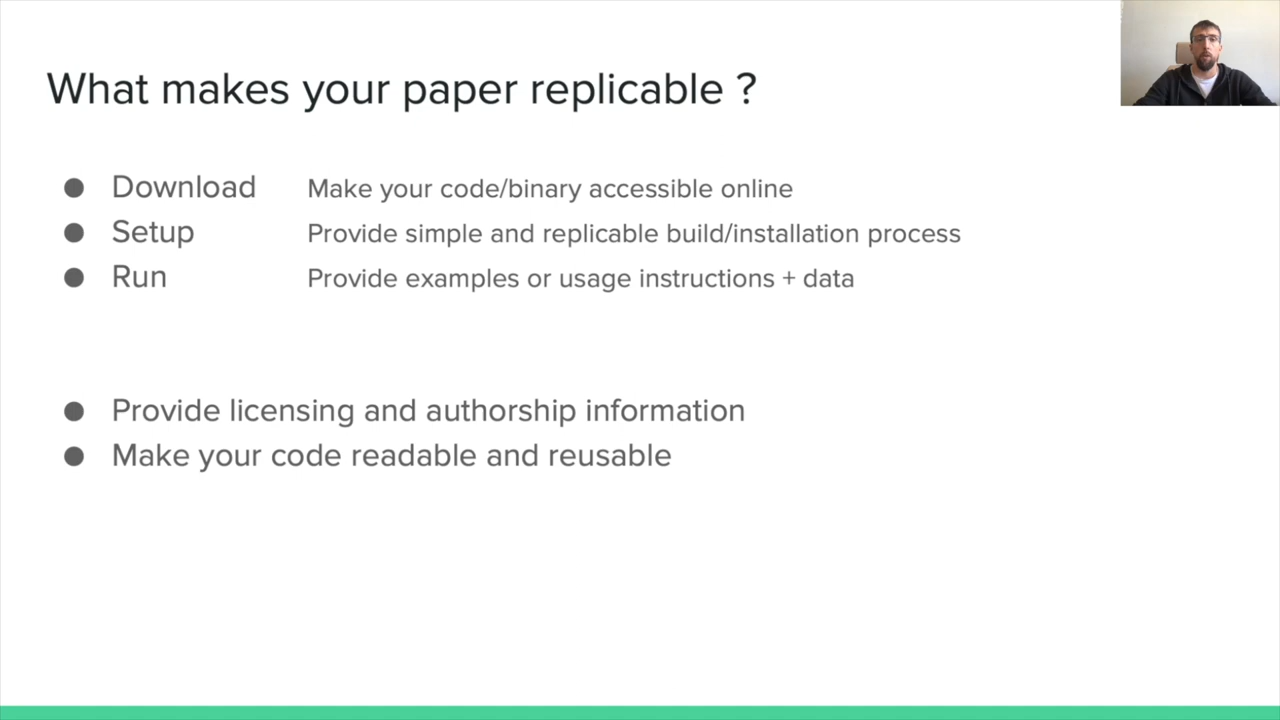 What makes your paper replicable ?
● Download Make your code/binary accessible online
● Setup Provide simple and replicable build/installation process
● Run Provide examples or usage instructions + data
● Provide licensing and authorship information
● Make your code readable and reusable